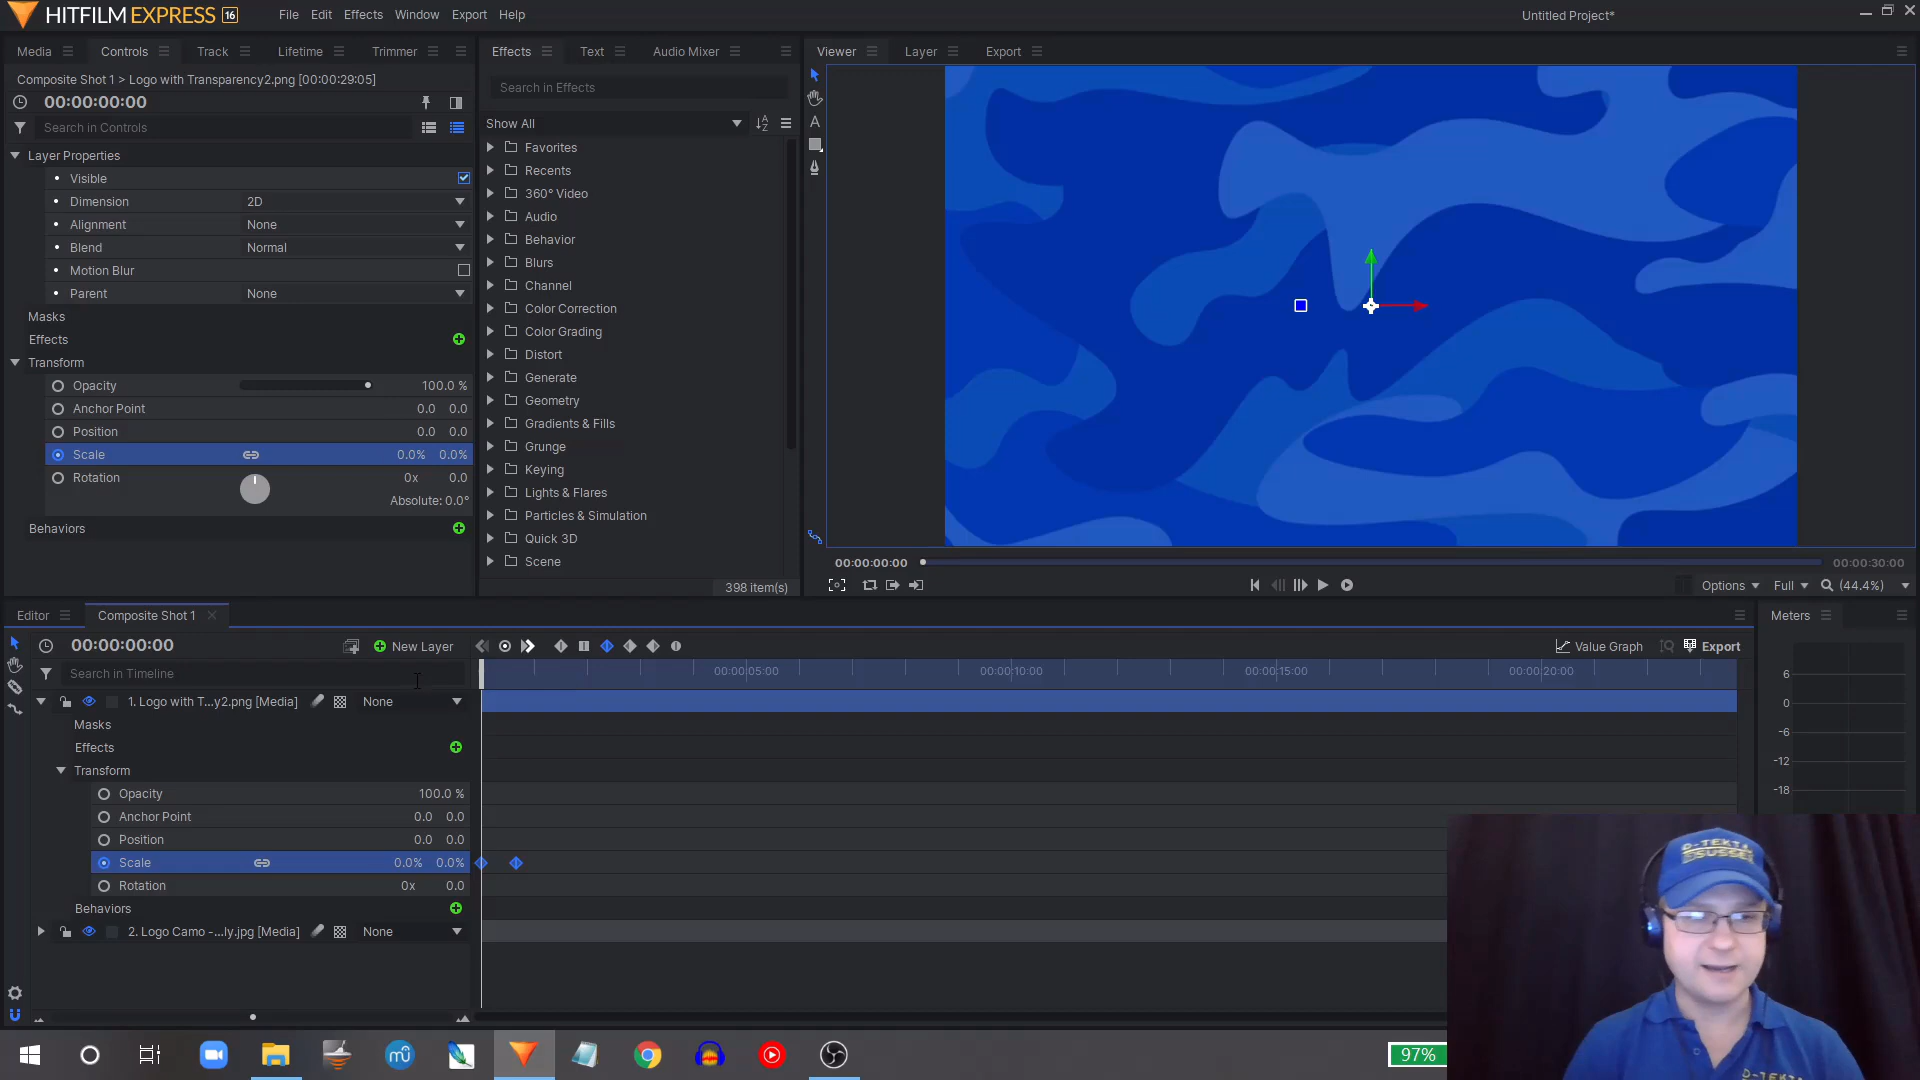 HITFILM EXPRESS 16 File Edit Effects Window Export Help Untitled Project*
Media Controls Track Lifetime Trimmer Effects Text Audio Mixer Viewer Layer Export
Composite Shot 1 > Logo with Transparency2.png [00:00:29:05]
00:00:00:00
Search in Controls
Layer Properties
Visible
Dimension 2D
Alignment None
Blend Normal
Motion Blur
Parent None
Masks
Effects
Transform
Opacity 100.0 %
Anchor Point 0.0 0.0
Position 0.0 0.0
Scale 0.0% 0.0%
Rotation 0x 0.0
Absolute: 0.0°
Behaviors
Search in Effects
Show All
Favorites
Recents
360° Video
Audio
Behavior
Blurs
Channel
Color Correction
Color Grading
Distort
Generate
Geometry
Gradients & Fills
Grunge
Keying
Lights & Flares
Particles & Simulation
Quick 3D
Scene
398 item(s)
00:00:00:00 00:00:30:00
Options Full (44.4%)
Editor Composite Shot 1 Meters
00:00:00:00 New Layer Value Graph Export
Search in Timeline 00:00:05:00 00:00:10:00 00:00:15:00 00:00:20:00
1. Logo with T...y2.png [Media] None
Masks
Effects
Transform
Opacity 100.0 %
Anchor Point 0.0 0.0
Position 0.0 0.0
Scale 0.0% 0.0%
Rotation 0x 0.0
Behaviors
2. Logo Camo -...ly.jpg [Media] None
6
0
-6
-12
-18
97%